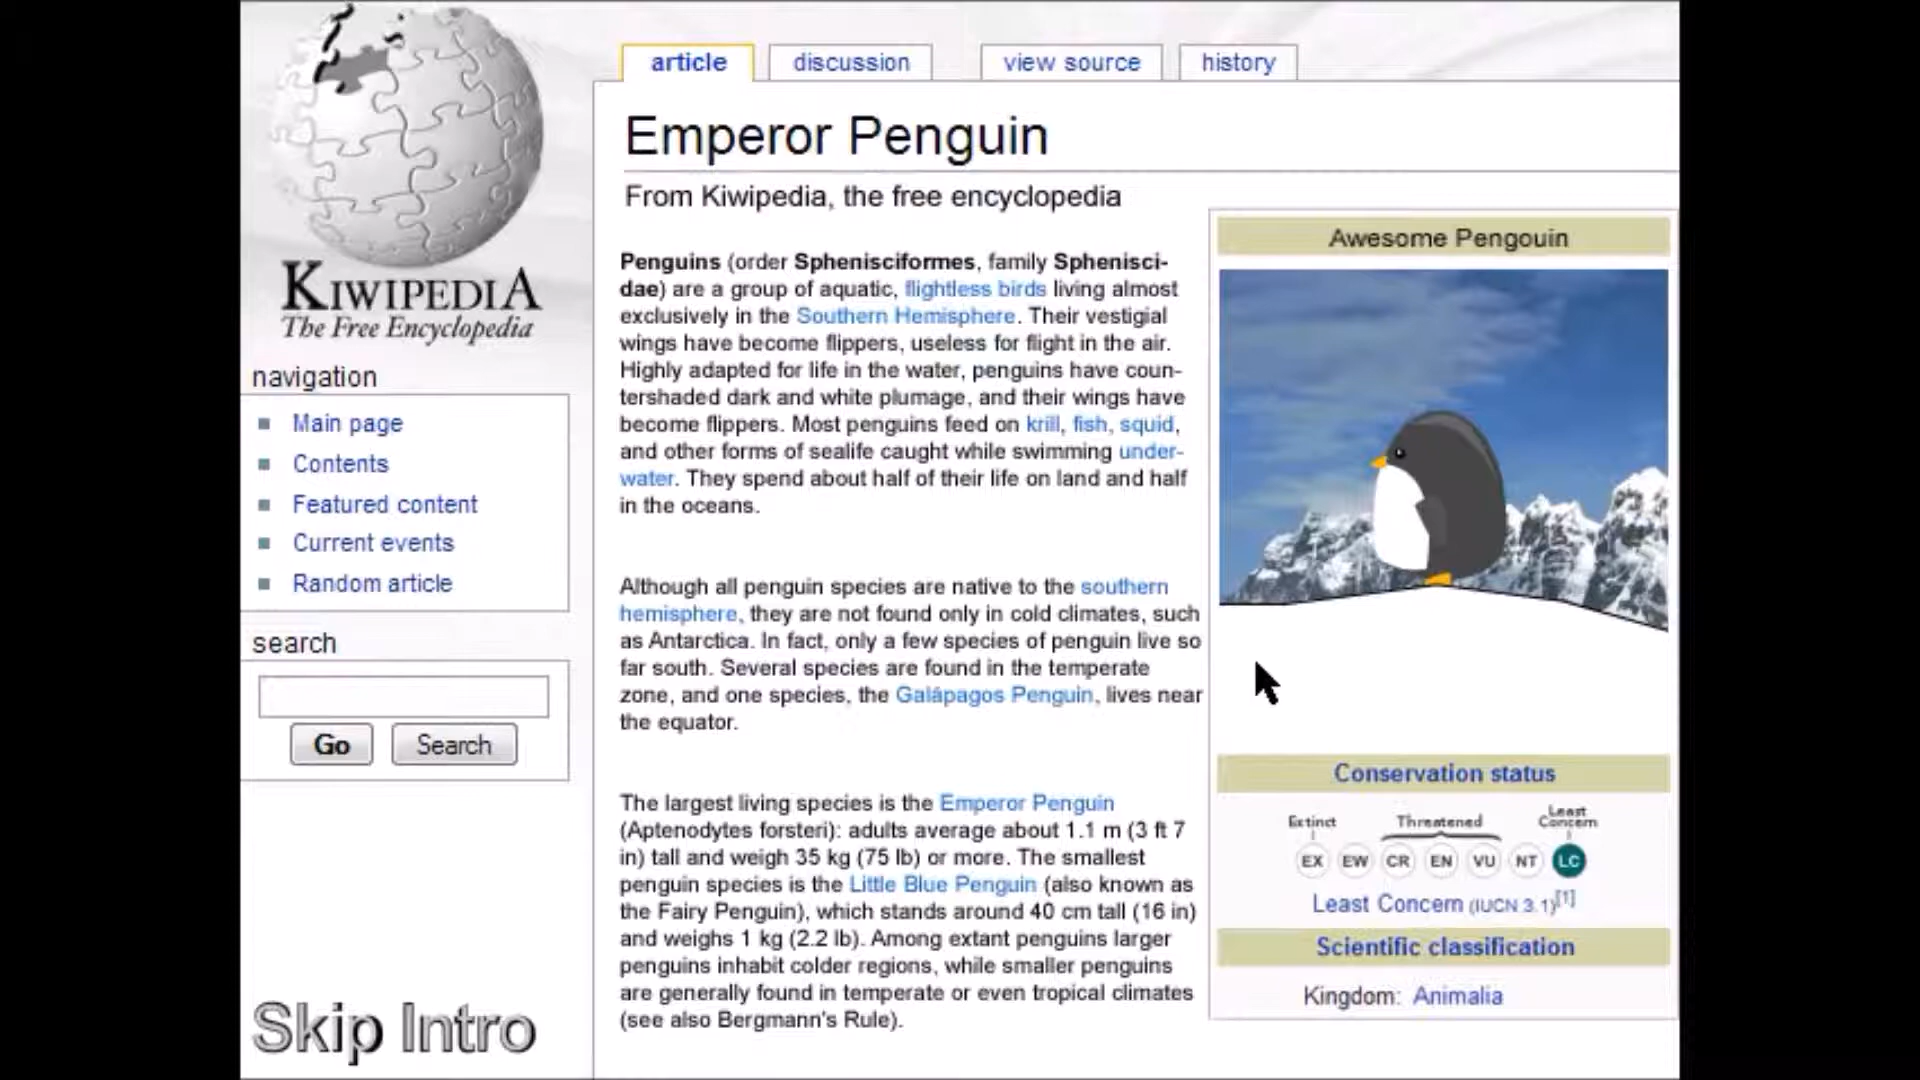 article
discussion
view source
history
Emperor Penguin
From Kiwipedia, the free encyclopedia
KIWIPEDIA
The Free Encyclopedia
navigation
Main page
Contents
Featured content
Current events
Random article
search
Go
Search
Skip Intro
Penguins (order Sphenisciformes, family Sphenisci-
dae) are a group of aquatic, flightless birds living almost
exclusively in the Southern Hemisphere. Their vestigial
wings have become flippers, useless for flight in the air.
Highly adapted for life in the water, penguins have coun-
tershaded dark and white plumage, and their wings have
become flippers. Most penguins feed on krill, fish, squid,
and other forms of sealife caught while swimming under-
water. They spend about half of their life on land and half
in the oceans.
Although all penguin species are native to the southern
hemisphere, they are not found only in cold climates, such
as Antarctica. In fact, only a few species of penguin live so
far south. Several species are found in the temperate
zone, and one species, the Galápagos Penguin, lives near
the equator.
The largest living species is the Emperor Penguin
(Aptenodytes forsteri): adults average about 1.1 m (3 ft 7
in) tall and weigh 35 kg (75 lb) or more. The smallest
penguin species is the Little Blue Penguin (also known as
the Fairy Penguin), which stands around 40 cm tall (16 in)
and weighs 1 kg (2.2 lb). Among extant penguins larger
penguins inhabit colder regions, while smaller penguins
are generally found in temperate or even tropical climates
(see also Bergmann's Rule).
Awesome Pengouin
Conservation status
Extinct
Threatened
Least
Concern
EX EW CR EN VU NT LC
Least Concern (IUCN 3.1)[1]
Scientific classification
Kingdom: Animalia